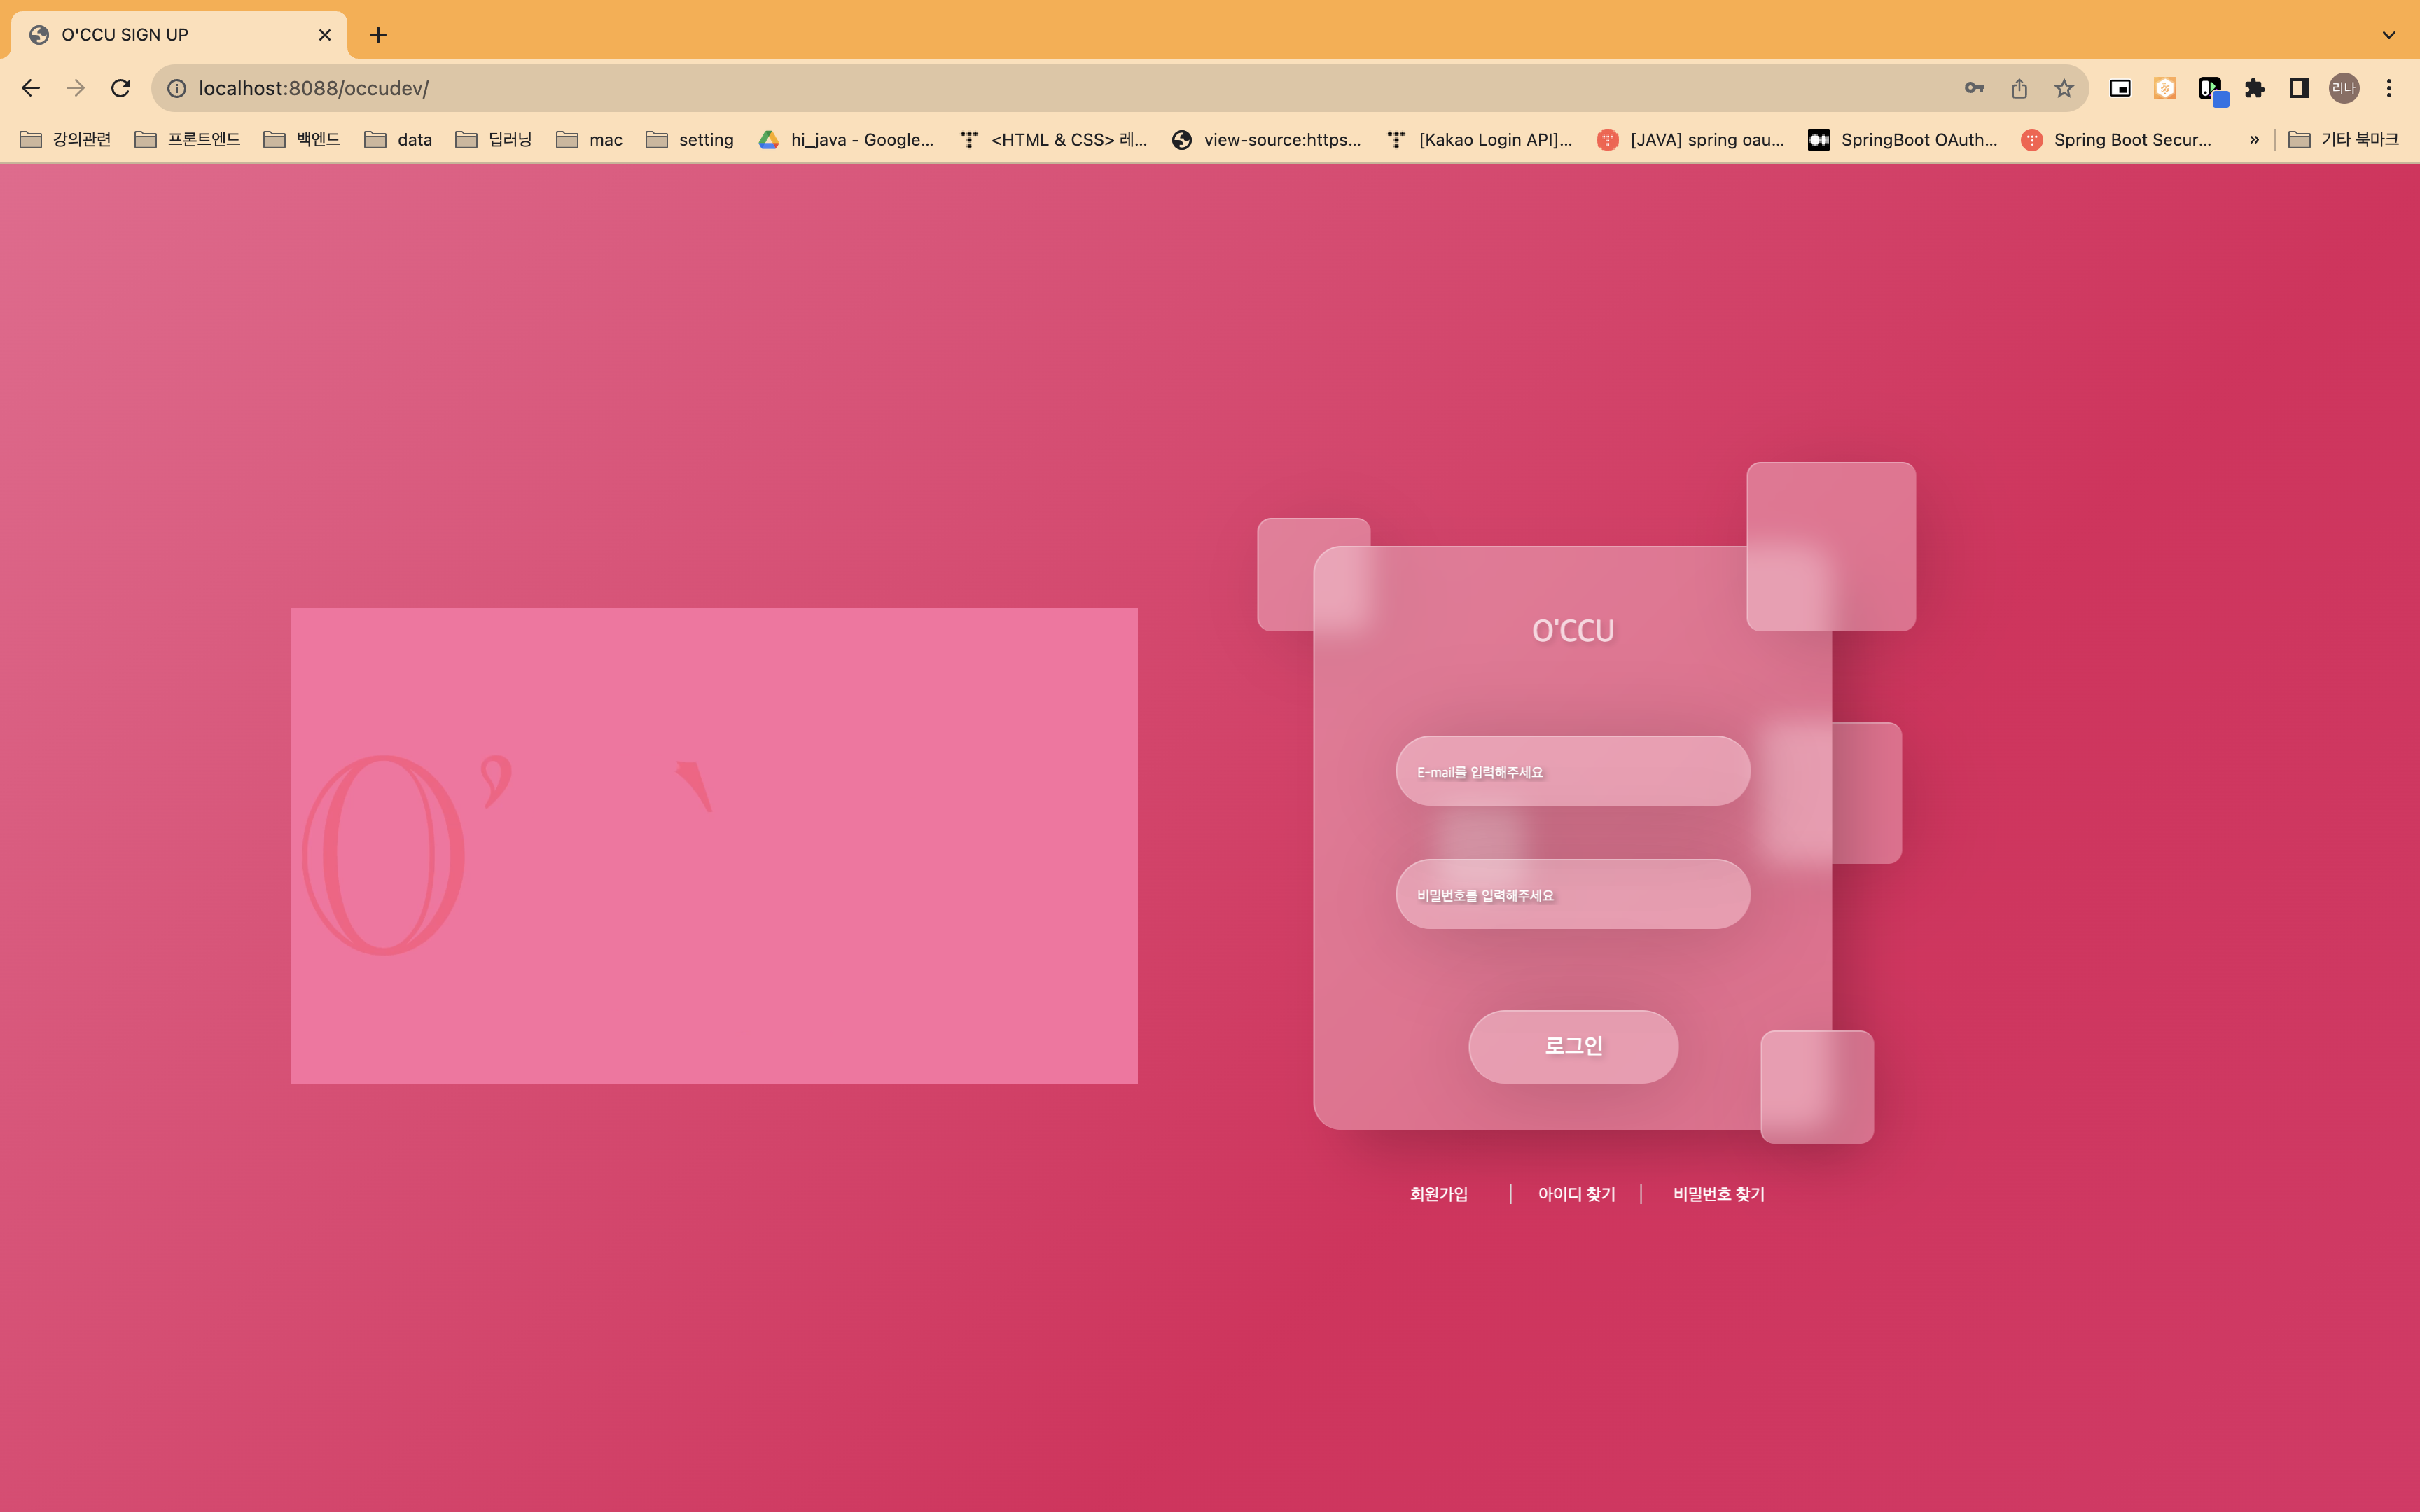 O'CCU SIGN UP
localhost:8088/occudev/
리나
강의관련 프론트엔드 백엔드 data 딥러닝 mac setting hi_java - Google... <HTML & CSS> 레... view-source:https... [Kakao Login API]... [JAVA] spring oau... SpringBoot OAuth... Spring Boot Secur... » 기타 북마크
O’
O'CCU
E-mail를 입력해주세요
비밀번호를 입력해주세요
로그인
회원가입 | 아이디 찾기 | 비밀번호 찾기